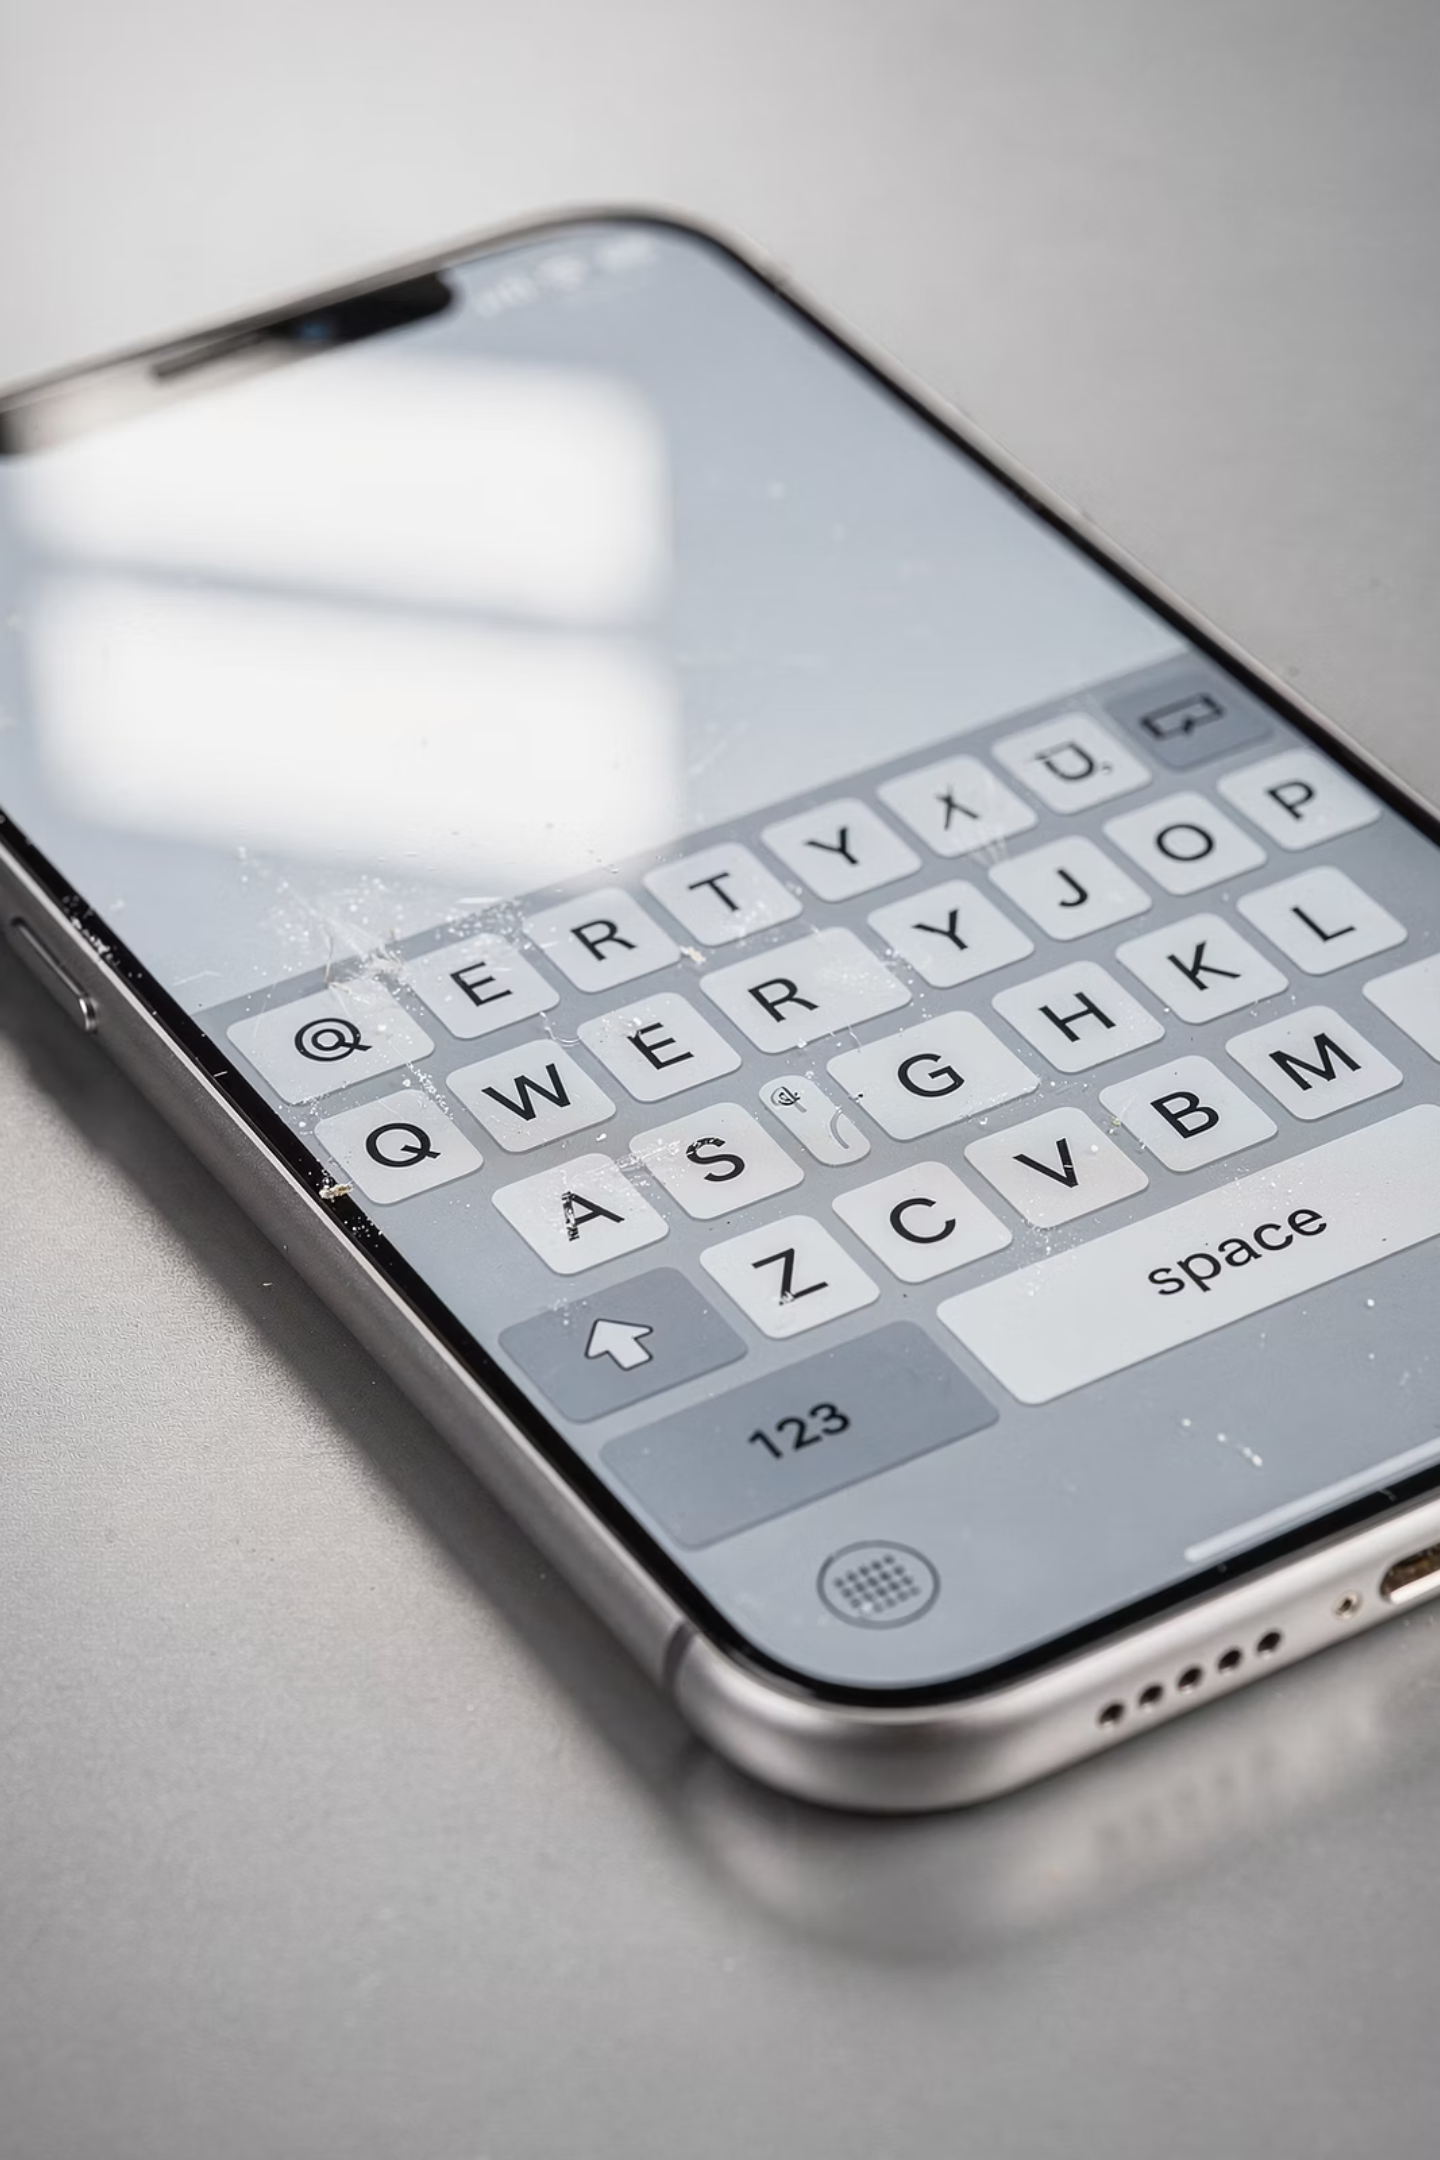 @ E R T Y
Q W E R Y J O P
A S G H K L
Z C V B M
space
123